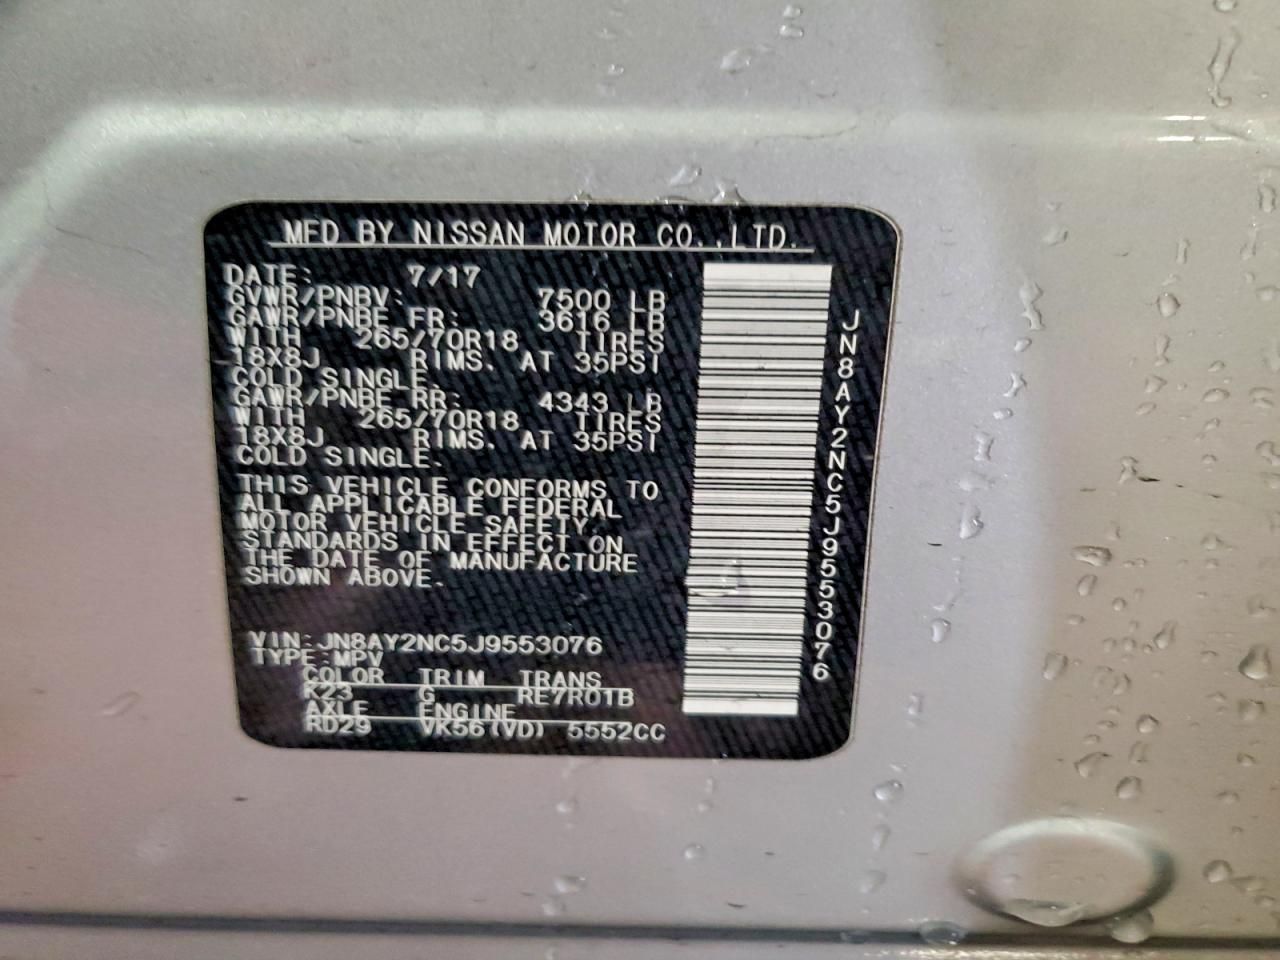 MFD BY NISSAN MOTOR CO.,LTD.
DATE: 7/17
GVWR/PNBV: 7500 LB
GAWR/PNBE FR: 3616 LB
WITH 265/70R18 TIRES
18X8J RIMS. AT 35PSI
COLD SINGLE.
GAWR/PNBE RR: 4343 LB
WITH 265/70R18 TIRES
18X8J RIMS. AT 35PSI
COLD SINGLE.
THIS VEHICLE CONFORMS TO
ALL APPLICABLE FEDERAL
MOTOR VEHICLE SAFETY
STANDARDS IN EFFECT ON
THE DATE OF MANUFACTURE
SHOWN ABOVE.
VIN:JN8AY2NC5J9553076
TYPE:MPV
COLOR TRIM TRANS
K23 G RE7R01B
AXLE ENGINE
RD29 VK56(VD) 5552CC
JN8AY2NC5J9553076